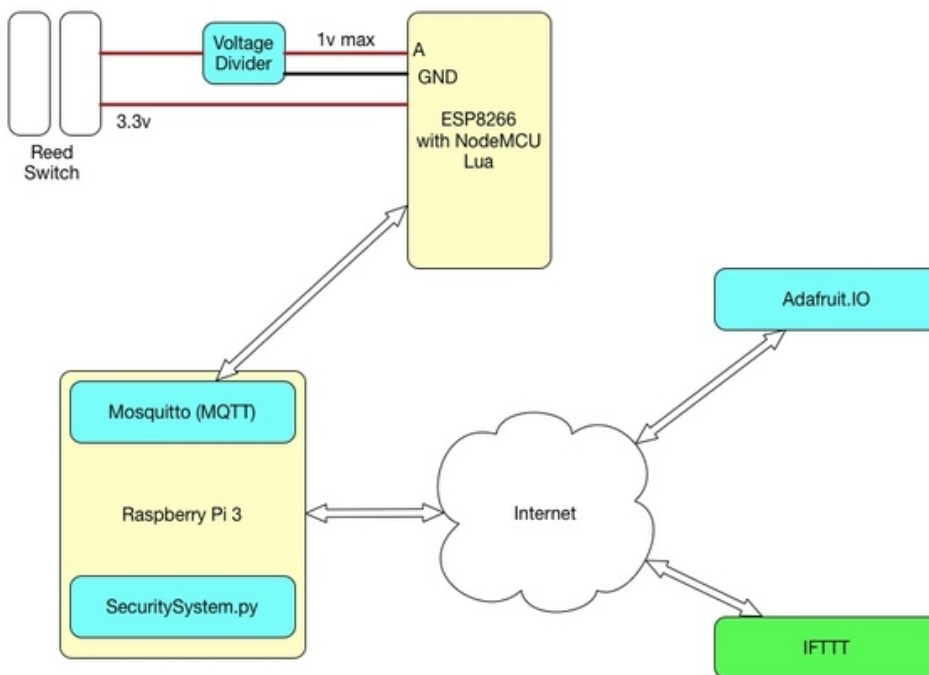 Voltage
Divider
1v max
A
GND
3.3v
Reed
Switch
ESP8266
with NodeMCU
Lua
Adafruit.IO
Mosquitto (MQTT)
Raspberry Pi 3
Internet
SecuritySystem.py
IFTTT